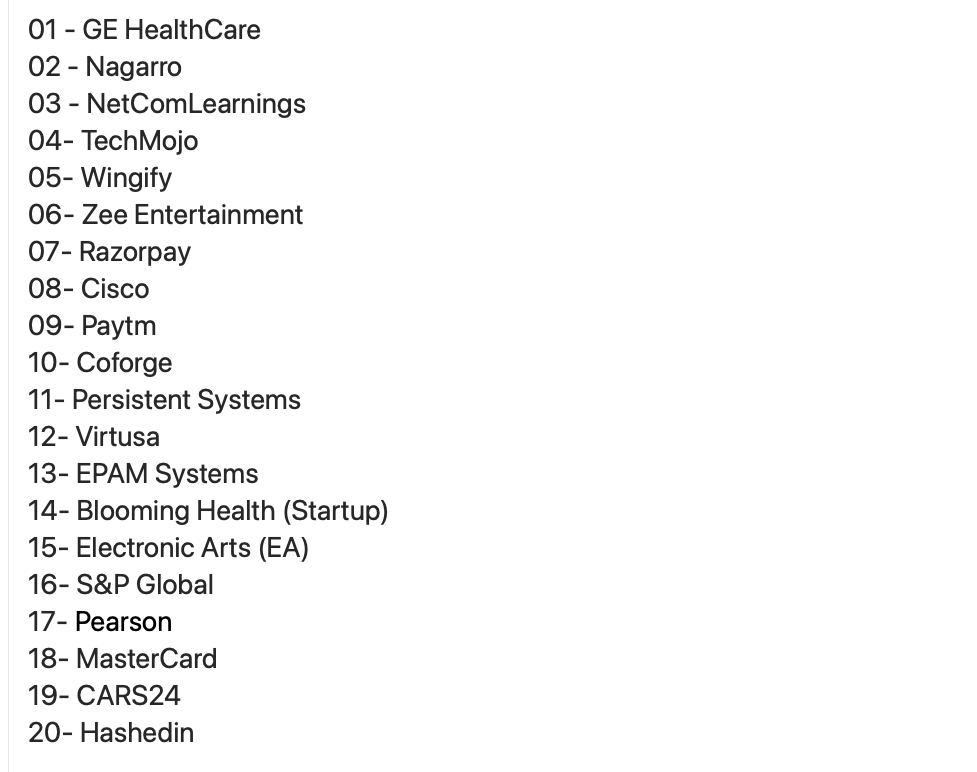 01 - GE HealthCare
02 - Nagarro
03 - NetComLearnings
04- TechMojo
05- Wingify
06- Zee Entertainment
07- Razorpay
08- Cisco
09- Paytm
10- Coforge
11- Persistent Systems
12- Virtusa
13- EPAM Systems
14- Blooming Health (Startup)
15- Electronic Arts (EA)
16- S&P Global
17- Pearson
18- MasterCard
19- CARS24
20- Hashedin